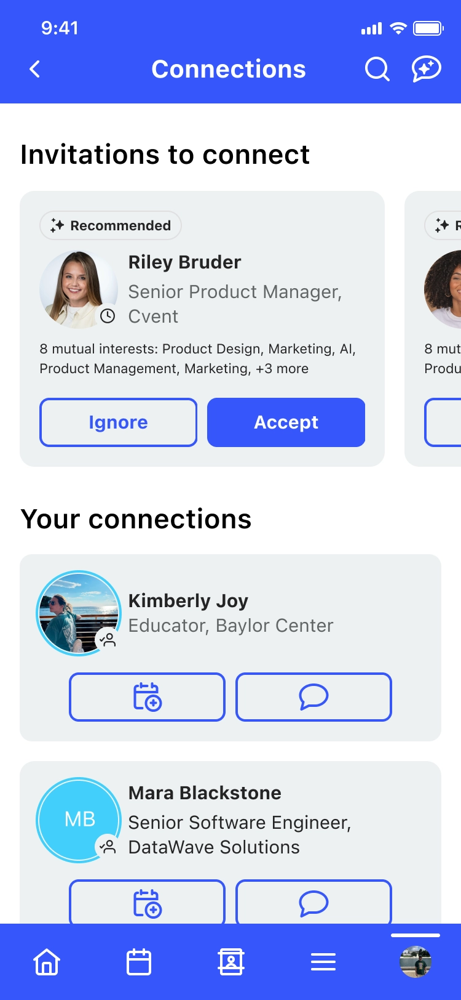 9:41
Connections
Invitations to connect
Recommended
Riley Bruder
Senior Product Manager,
Cvent
8 mutual interests: Product Design, Marketing, AI,
Product Management, Marketing, +3 more
Ignore
Accept
R
8 mut
Produ
Your connections
Kimberly Joy
Educator, Baylor Center
MB
Mara Blackstone
Senior Software Engineer,
DataWave Solutions